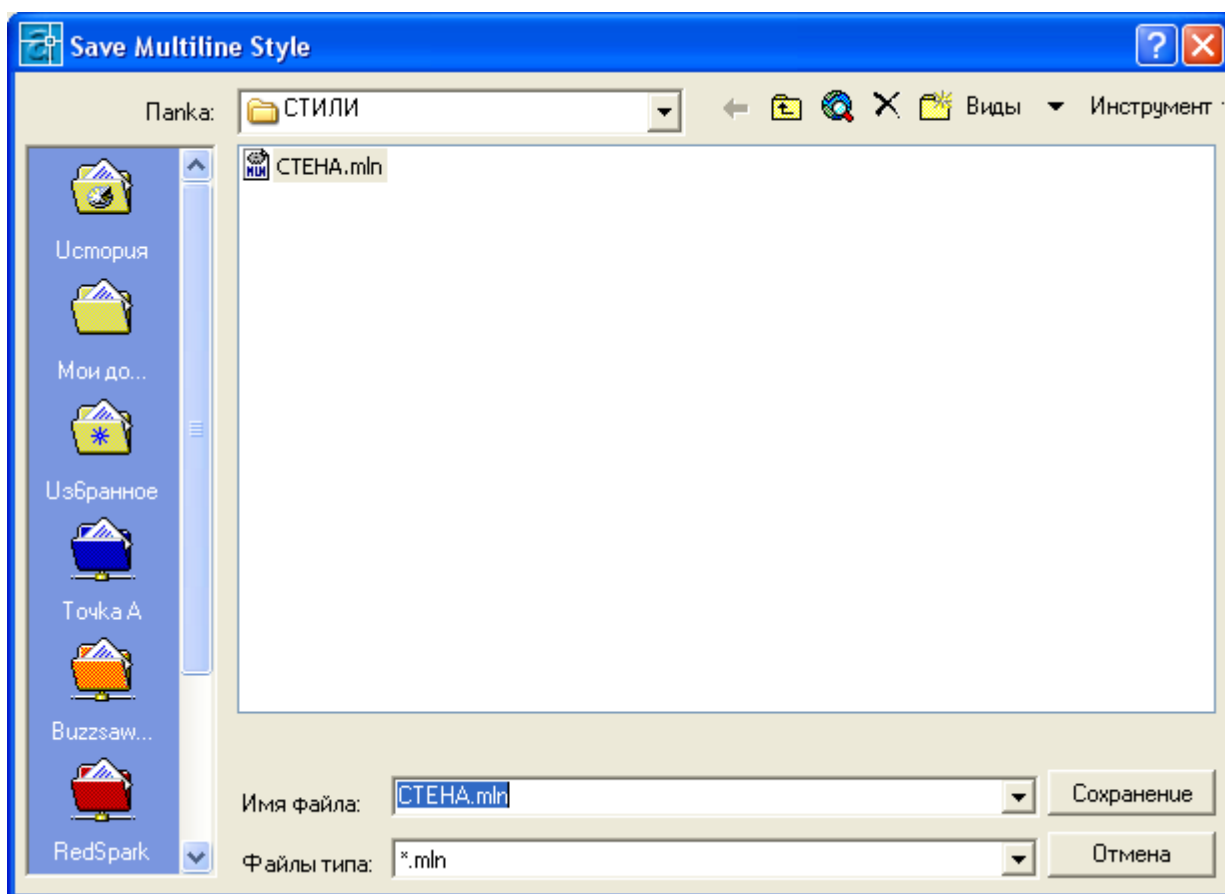 Save Multiline Style
Папка:
СТИЛИ
Виды
Инструмент
СТЕНА.mln
История
Мои до...
Избранное
Точка А
Buzzsaw...
RedSpark
Имя файла:
СТЕНА.mln
Сохранение
Файлы типа:
*.mln
Отмена